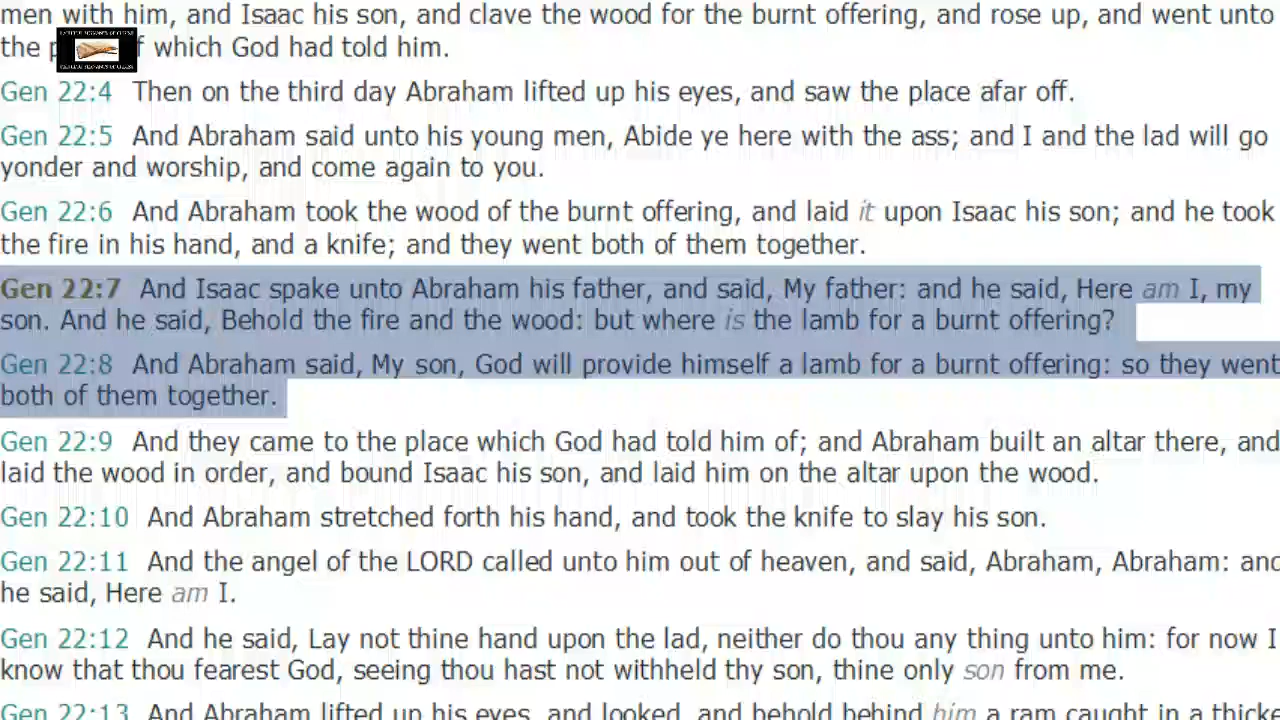 men with him, and Isaac his son, and clave the wood for the burnt offering, and rose up, and went unto
the which God had told him.
Gen 22:4 Then on the third day Abraham lifted up his eyes, and saw the place afar off.
Gen 22:5 And Abraham said unto his young men, Abide ye here with the ass; and I and the lad will go
yonder and worship, and come again to you.
Gen 22:6 And Abraham took the wood of the burnt offering, and laid it upon Isaac his son; and he took
the fire in his hand, and a knife; and they went both of them together.
Gen 22:7 And Isaac spake unto Abraham his father, and said, My father: and he said, Here am I, my
son. And he said, Behold the fire and the wood: but where is the lamb for a burnt offering?
Gen 22:8 And Abraham said, My son, God will provide himself a lamb for a burnt offering: so they went
both of them together.
Gen 22:9 And they came to the place which God had told him of; and Abraham built an altar there, and
laid the wood in order, and bound Isaac his son, and laid him on the altar upon the wood.
Gen 22:10 And Abraham stretched forth his hand, and took the knife to slay his son.
Gen 22:11 And the angel of the LORD called unto him out of heaven, and said, Abraham, Abraham: and
he said, Here am I.
Gen 22:12 And he said, Lay not thine hand upon the lad, neither do thou any thing unto him: for now I
know that thou fearest God, seeing thou hast not withheld thy son, thine only son from me.
Gen 22:13 And Abraham lifted up his eyes, and looked, and behold behind him a ram caught in a thicke